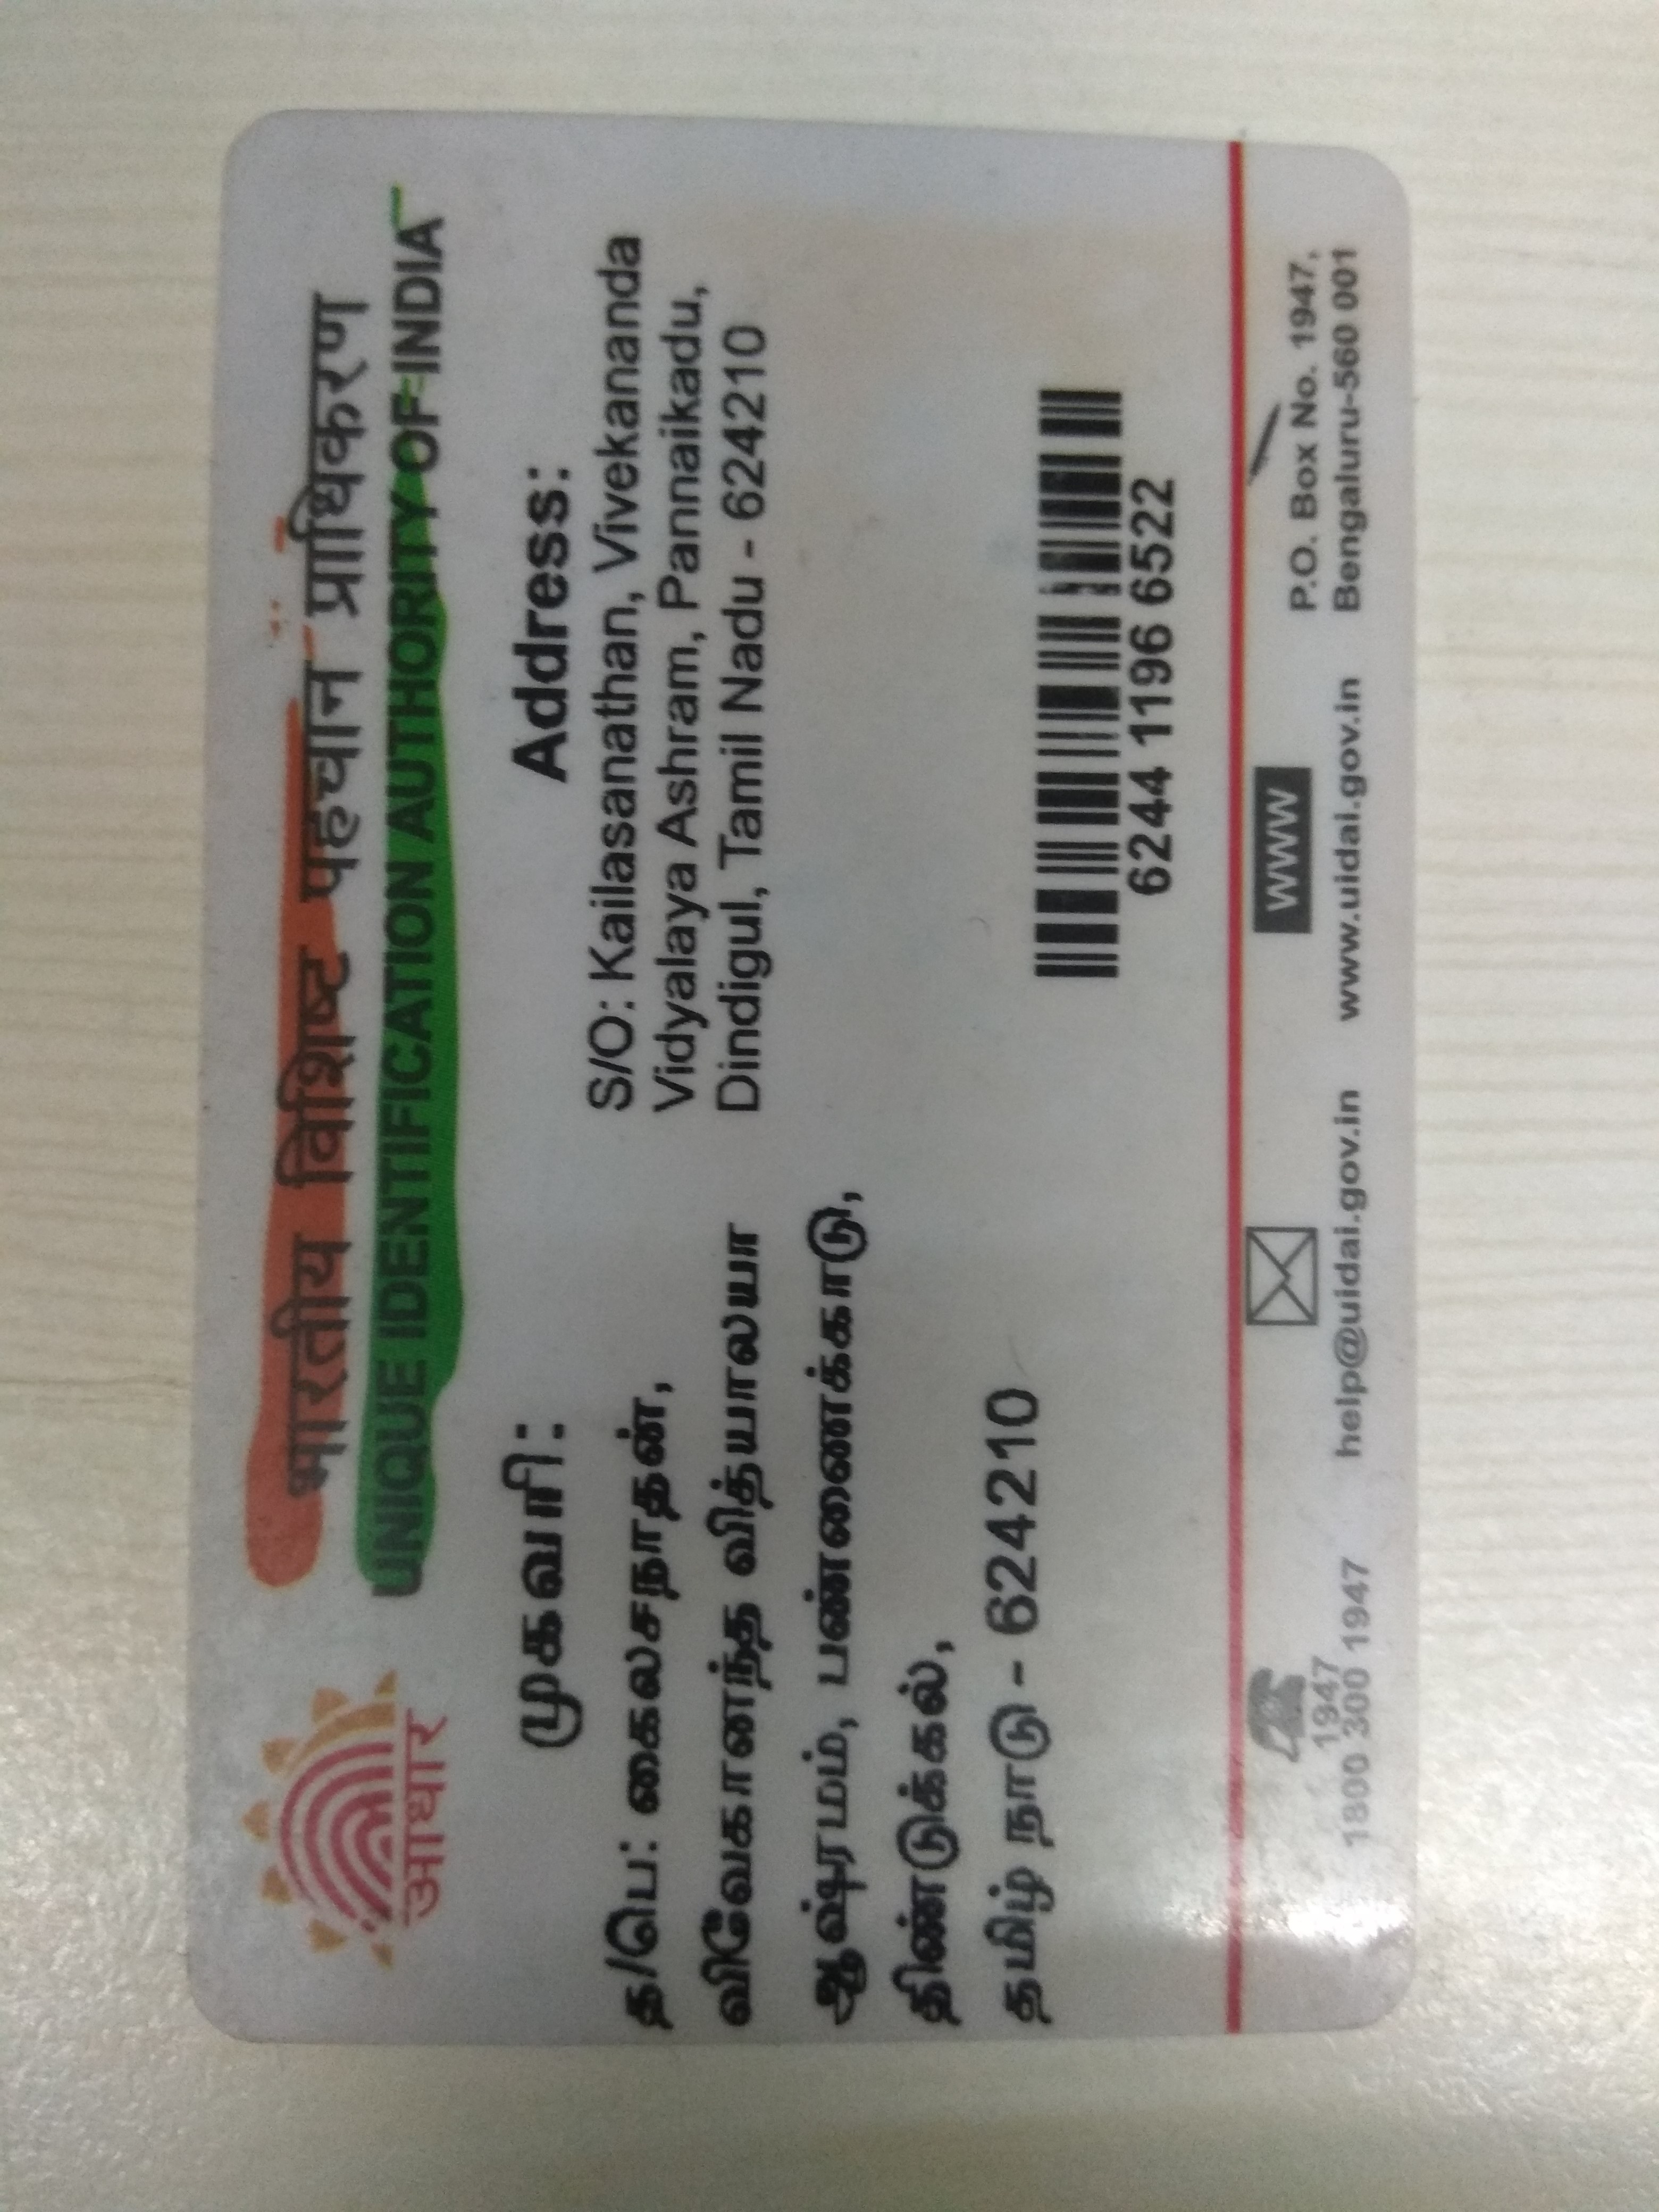 आधार
भारतीय विशिष्ट पहचान प्राधिकरण
UNIQUE IDENTIFICATION AUTHORITY OF INDIA
முகவரி:
த/பெ: கைலசநாதன்,
விவேகானந்த வித்யாலயா
ஆஷ்ரமம், பண்ணைக்காடு,
திண்டுக்கல்,
தமிழ் நாடு - 624210
Address:
S/O: Kailasanathan, Vivekananda
Vidyalaya Ashram, Pannaikadu,
Dindigul, Tamil Nadu - 624210
6244 1196 6522
1947
1800 300 1947
help@uidai.gov.in
WWW
www.uidai.gov.in
P.O. Box No. 1947,
Bengaluru-560 001